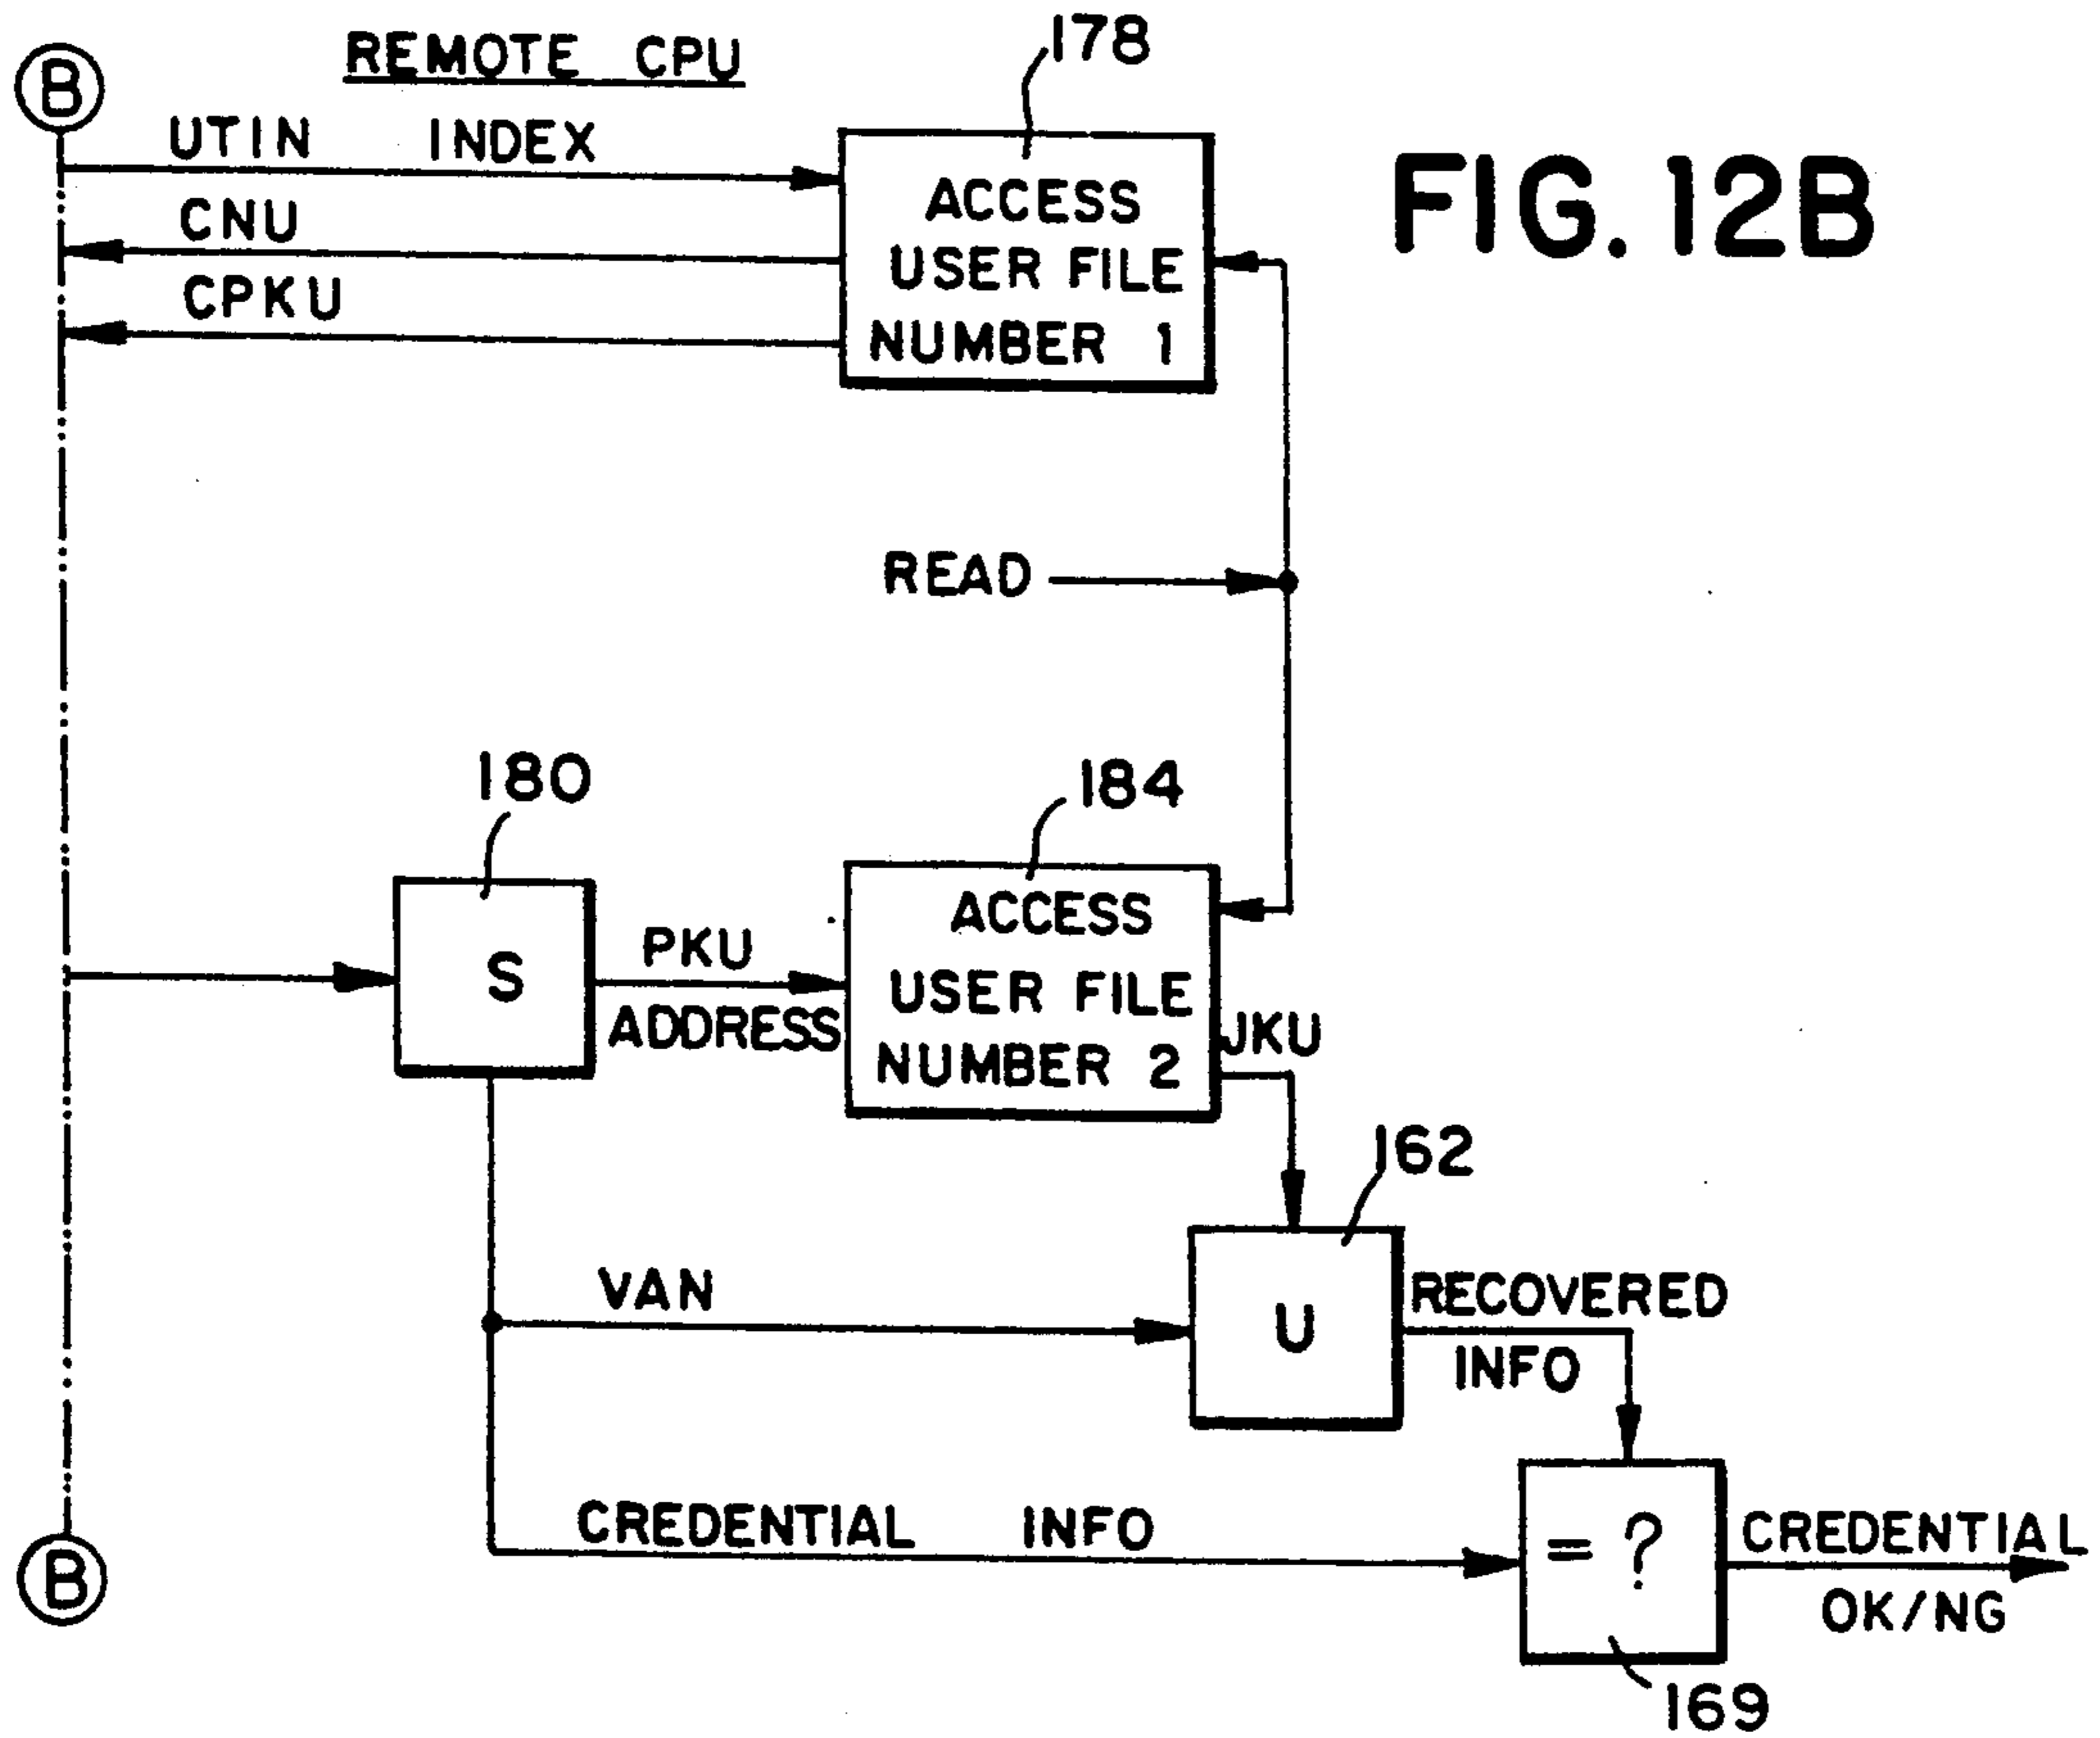 REMOTE CPU
178
B
UTIN INDEX
CNU
CPKU
ACCESS
USER FILE
NUMBER 1
FIG. 12B
READ
180
184
S
PKU
ADDRESS
ACCESS
USER FILE
NUMBER 2
JKU
162
VAN
U
RECOVERED
INFO
CREDENTIAL INFO
= ?
CREDENTIAL
OK/NG
B
169